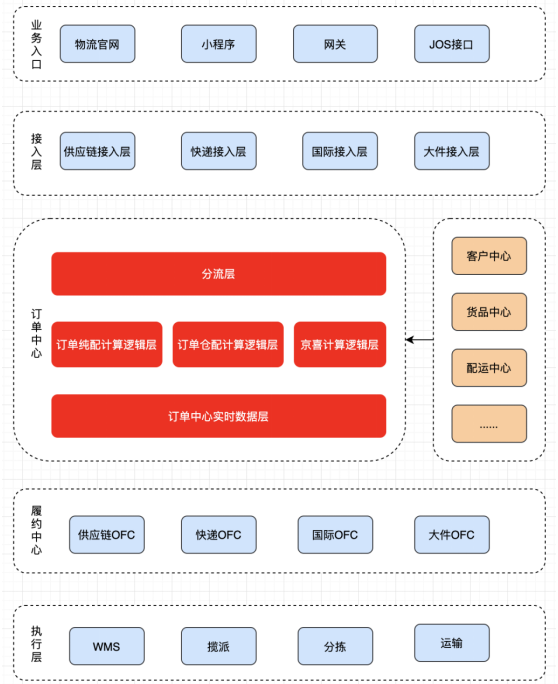 业务入口
物流官网
小程序
网关
JOS接口
接入层
供应链接入层
快递接入层
国际接入层
大件接入层
订单中心
分流层
订单纯配计算逻辑层
订单仓配计算逻辑层
京喜计算逻辑层
订单中心实时数据层
客户中心
货品中心
配运中心
......
履约中心
供应链OFC
快递OFC
国际OFC
大件OFC
执行层
WMS
揽派
分拣
运输